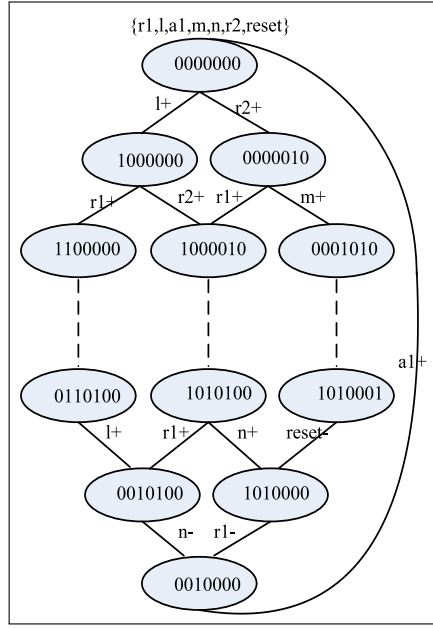 {r1,l,a1,m,n,r2,reset}
0000000
l+ r2+
1000000 0000010
r1+ r2+ r1+ m+
1100000 1000010 0001010
a1+
0110100 1010100 1010001
l+ r1+ n+ reset-
0010100 1010000
n- r1-
0010000